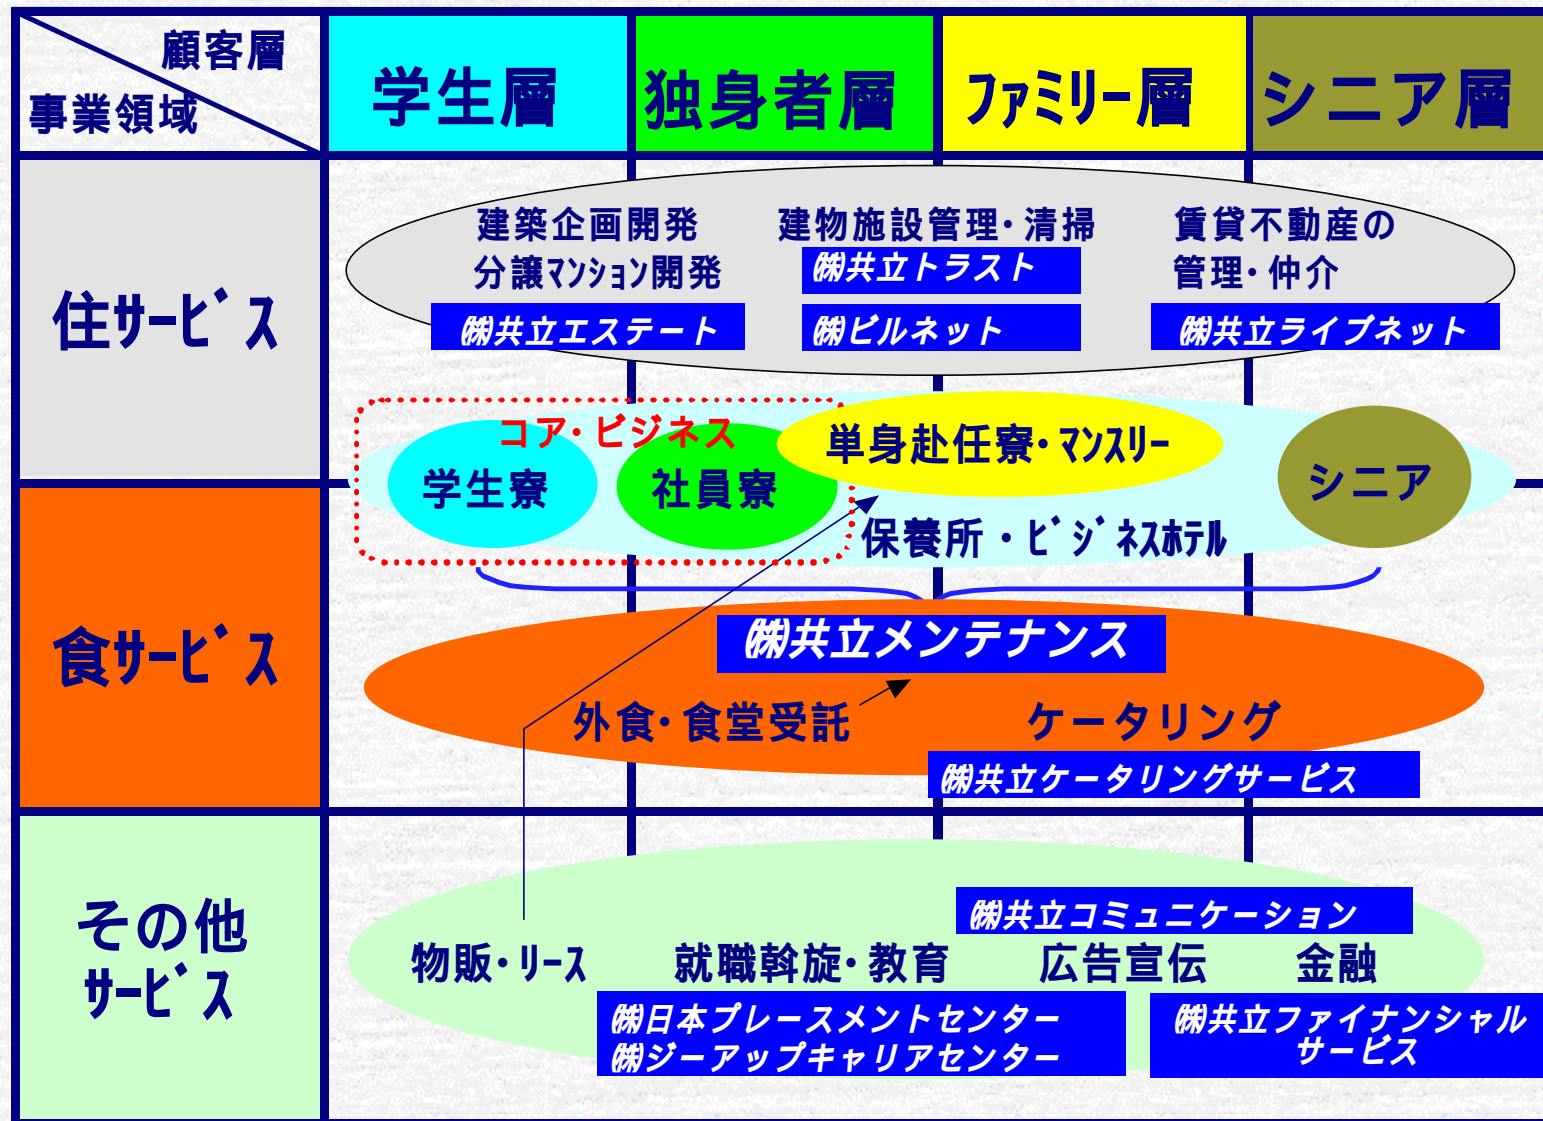 顧客層
事業領域
学生層
独身者層
ファミリー層
シニア層
住サービス
建築企画開発
分譲マンション開発
㈱共立エステート
建物施設管理・清掃
㈱共立トラスト
㈱ビルネット
賃貸不動産の
管理・仲介
㈱共立ライブネット
コア・ビジネス
学生寮
社員寮
単身赴任寮・マンスリー
シニア
保養所・ビジネスホテル
食サービス
㈱共立メンテナンス
外食・食堂受託
ケータリング
㈱共立ケータリングサービス
その他
サービス
㈱共立コミュニケーション
物販・リース
就職斡旋・教育
広告宣伝
金融
㈱日本プレースメントセンター
㈱ジーアップキャリアセンター
㈱共立ファイナンシャル
サービス